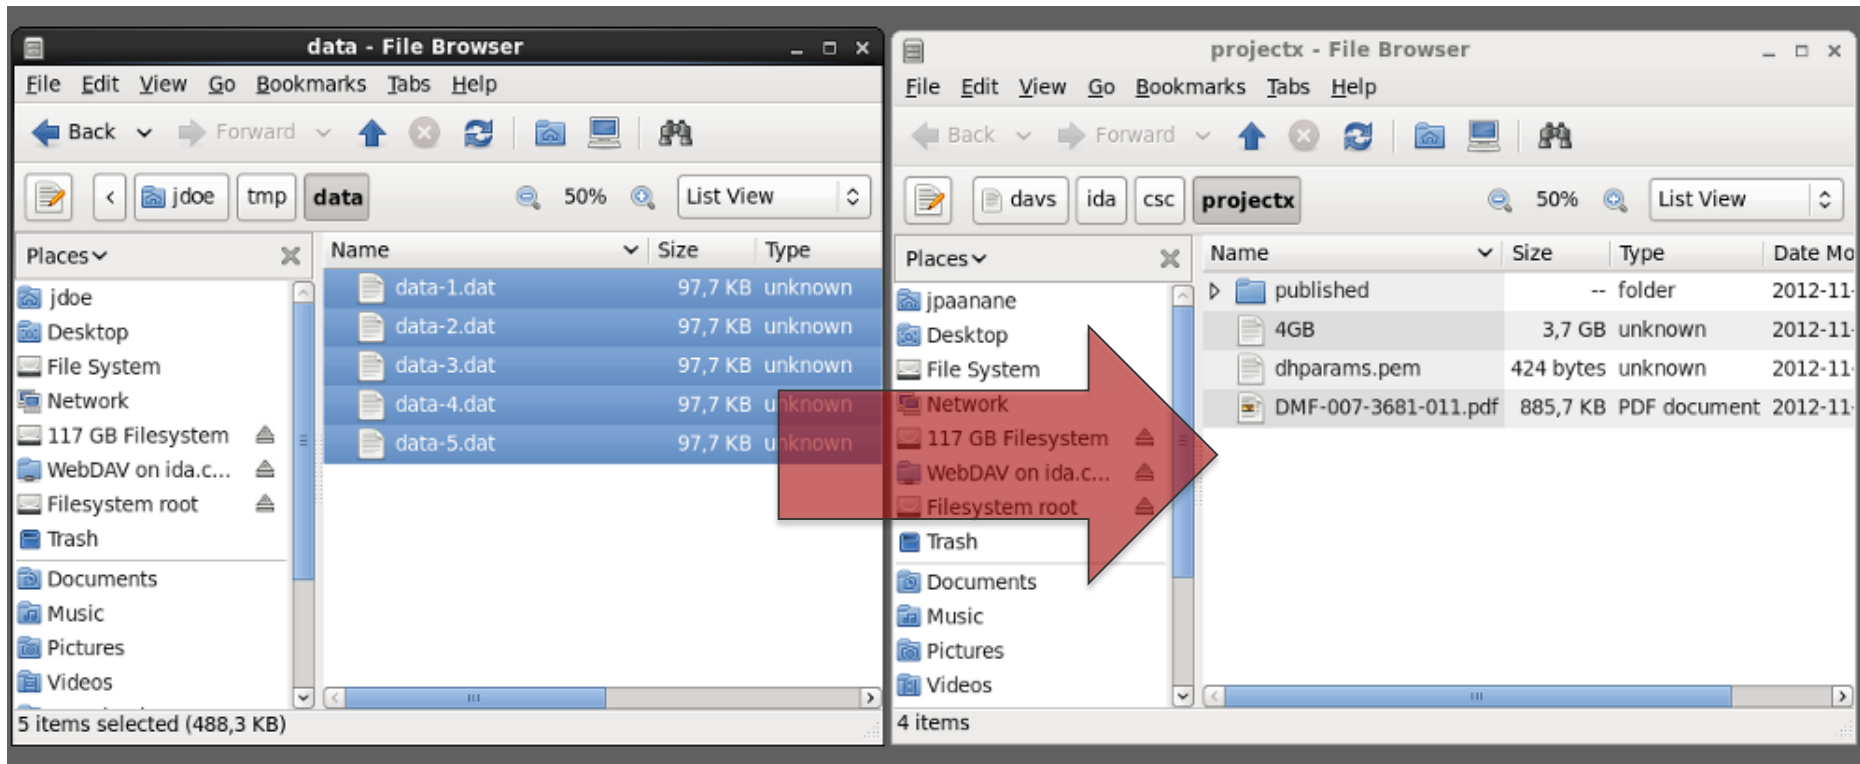 data - File Browser
File Edit View Go Bookmarks Tabs Help
Back Forward
jdoe tmp data 50% List View
Places
jdoe
Desktop
File System
Network
117 GB Filesystem
WebDAV on ida.c...
Filesystem root
Trash
Documents
Music
Pictures
Videos
Name Size Type
data-1.dat 97,7 KB unknown
data-2.dat 97,7 KB unknown
data-3.dat 97,7 KB unknown
data-4.dat 97,7 KB unknown
data-5.dat 97,7 KB unknown
5 items selected (488,3 KB)
projectx - File Browser
File Edit View Go Bookmarks Tabs Help
Back Forward
davs ida csc projectx 50% List View
Places
jpaanane
Desktop
File System
Network
117 GB Filesystem
WebDAV on ida.c...
Filesystem root
Trash
Documents
Music
Pictures
Videos
Name Size Type Date Mo
published -- folder 2012-11-
4GB 3,7 GB unknown 2012-11-
dhparams.pem 424 bytes unknown 2012-11-
DMF-007-3681-011.pdf 885,7 KB PDF document 2012-11-
4 items